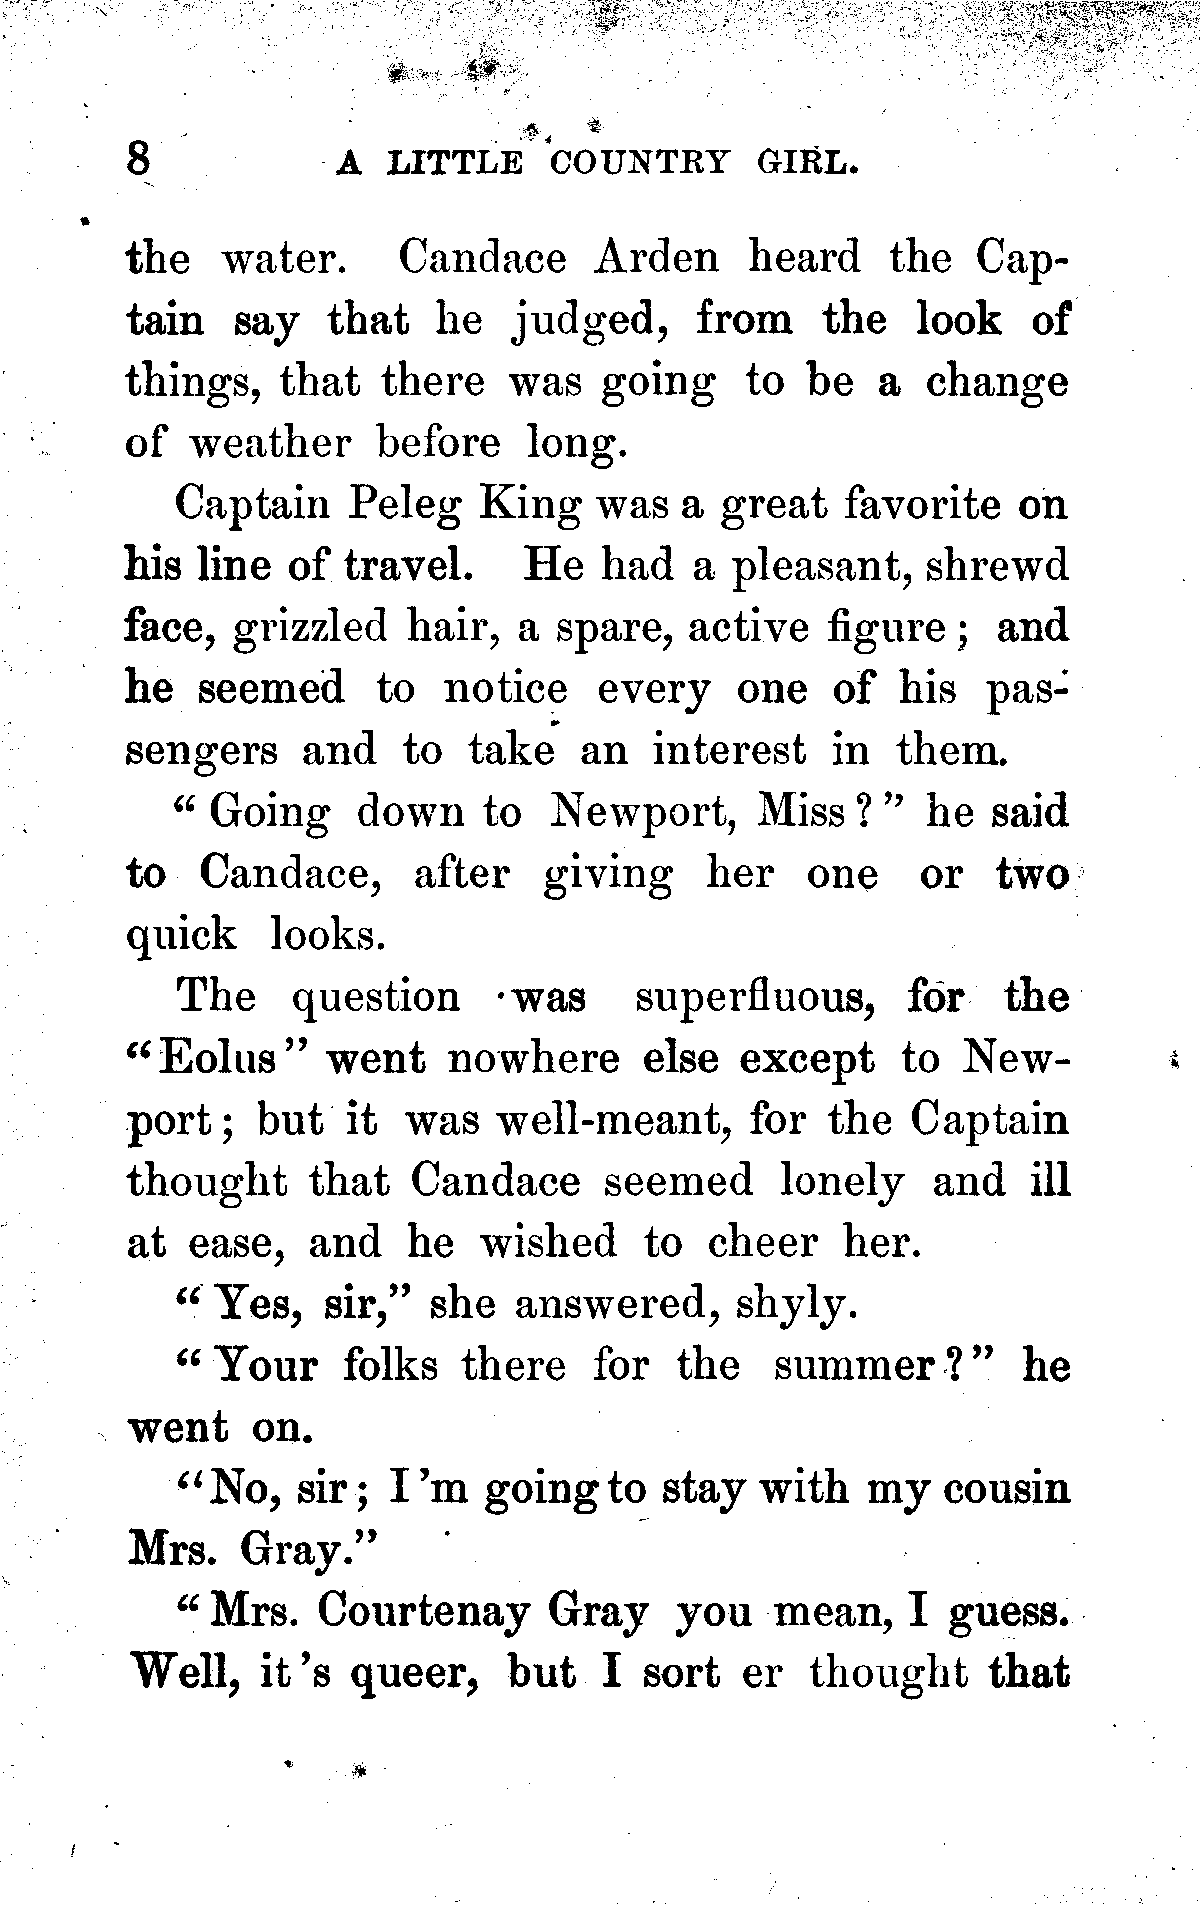 8 A LITTLE COUNTRY GIRL.
the water. Candace Arden heard the Cap-
tain say that he judged, from the look of
things, that there was going to be a change
of weather before long.
Captain Peleg King was a great favorite on
his line of travel. He had a pleasant, shrewd
face, grizzled hair, a spare, active figure; and
he seemed to notice every one of his pas-
sengers and to take an interest in them.
"Going down to Newport, Miss?" he said
to Candace, after giving her one or two
quick looks.
The question was superfluous, for the
"Eolus" went nowhere else except to New-
port; but it was well-meant, for the Captain
thought that Candace seemed lonely and ill
at ease, and he wished to cheer her.
"Yes, sir," she answered, shyly.
"Your folks there for the summer?" he
went on.
"No, sir; I'm going to stay with my cousin
Mrs. Gray."
"Mrs. Courtenay Gray you mean, I guess.
Well, it's queer, but I sort er thought that